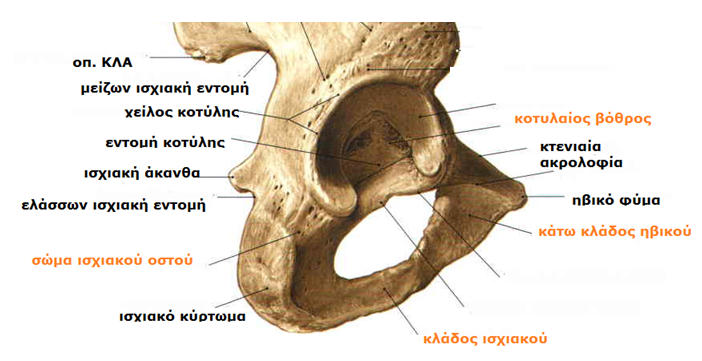 οπ. ΚΛΑ
μείζων ισχιακή εντομή
χείλος κοτύλης
εντομή κοτύλης
ισχιακή άκανθα
ελάσσων ισχιακή εντομή
σώμα ισχιακού οστού
ισχιακό κύρτωμα
κοτυλαίος βόθρος
κτενιαία
ακρολοφία
ηβικό φύμα
κάτω κλάδος ηβικού
κλάδος ισχιακού